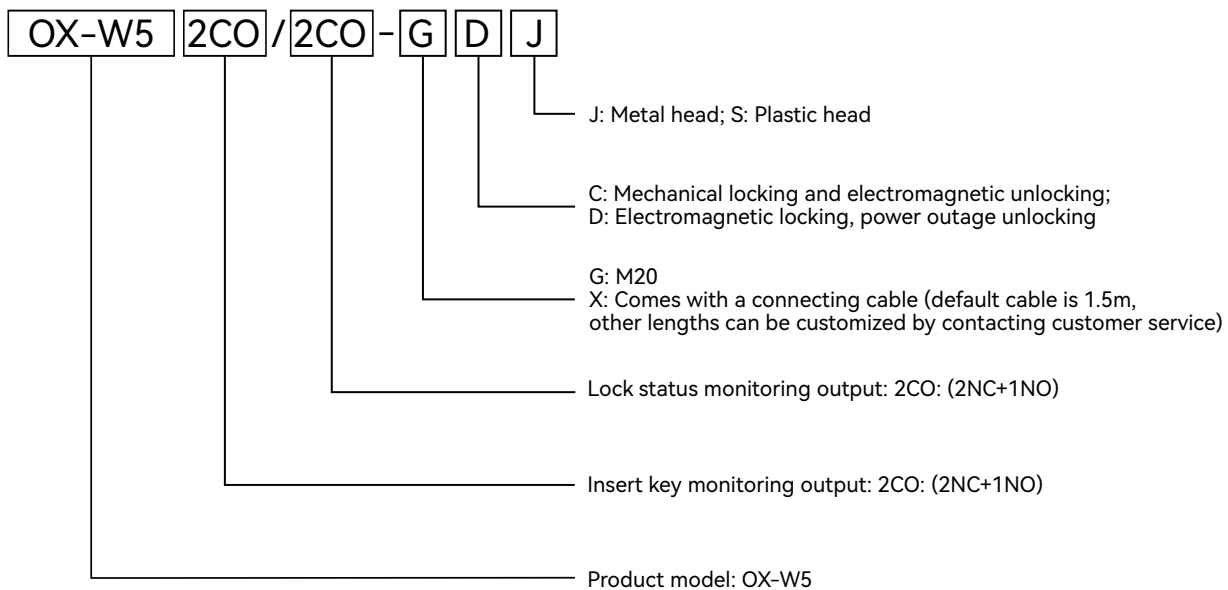 OX-W5 2CO/2CO-G D J
J: Metal head; S: Plastic head
C: Mechanical locking and electromagnetic unlocking;
D: Electromagnetic locking, power outage unlocking
G: M20
X: Comes with a connecting cable (default cable is 1.5m,
other lengths can be customized by contacting customer service)
Lock status monitoring output: 2CO: (2NC+1NO)
Insert key monitoring output: 2CO: (2NC+1NO)
Product model: OX-W5